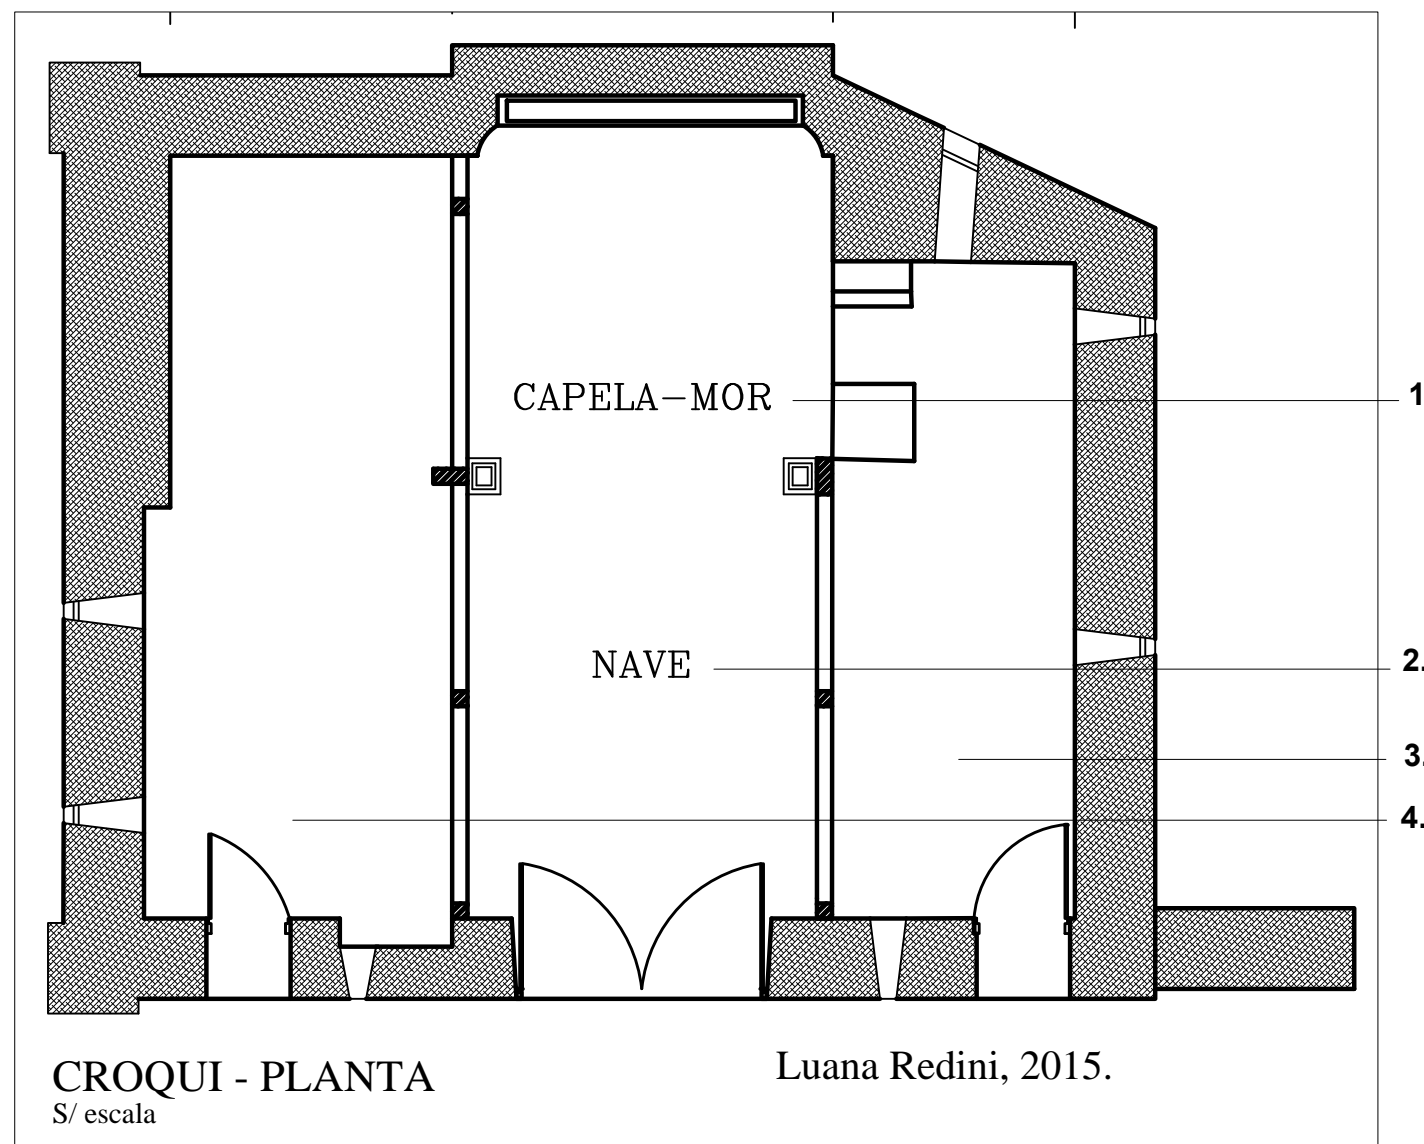 CAPELA-MOR
1
NAVE
2.
3.
4.
CROQUI - PLANTA
Luana Redini, 2015.
S/ escala